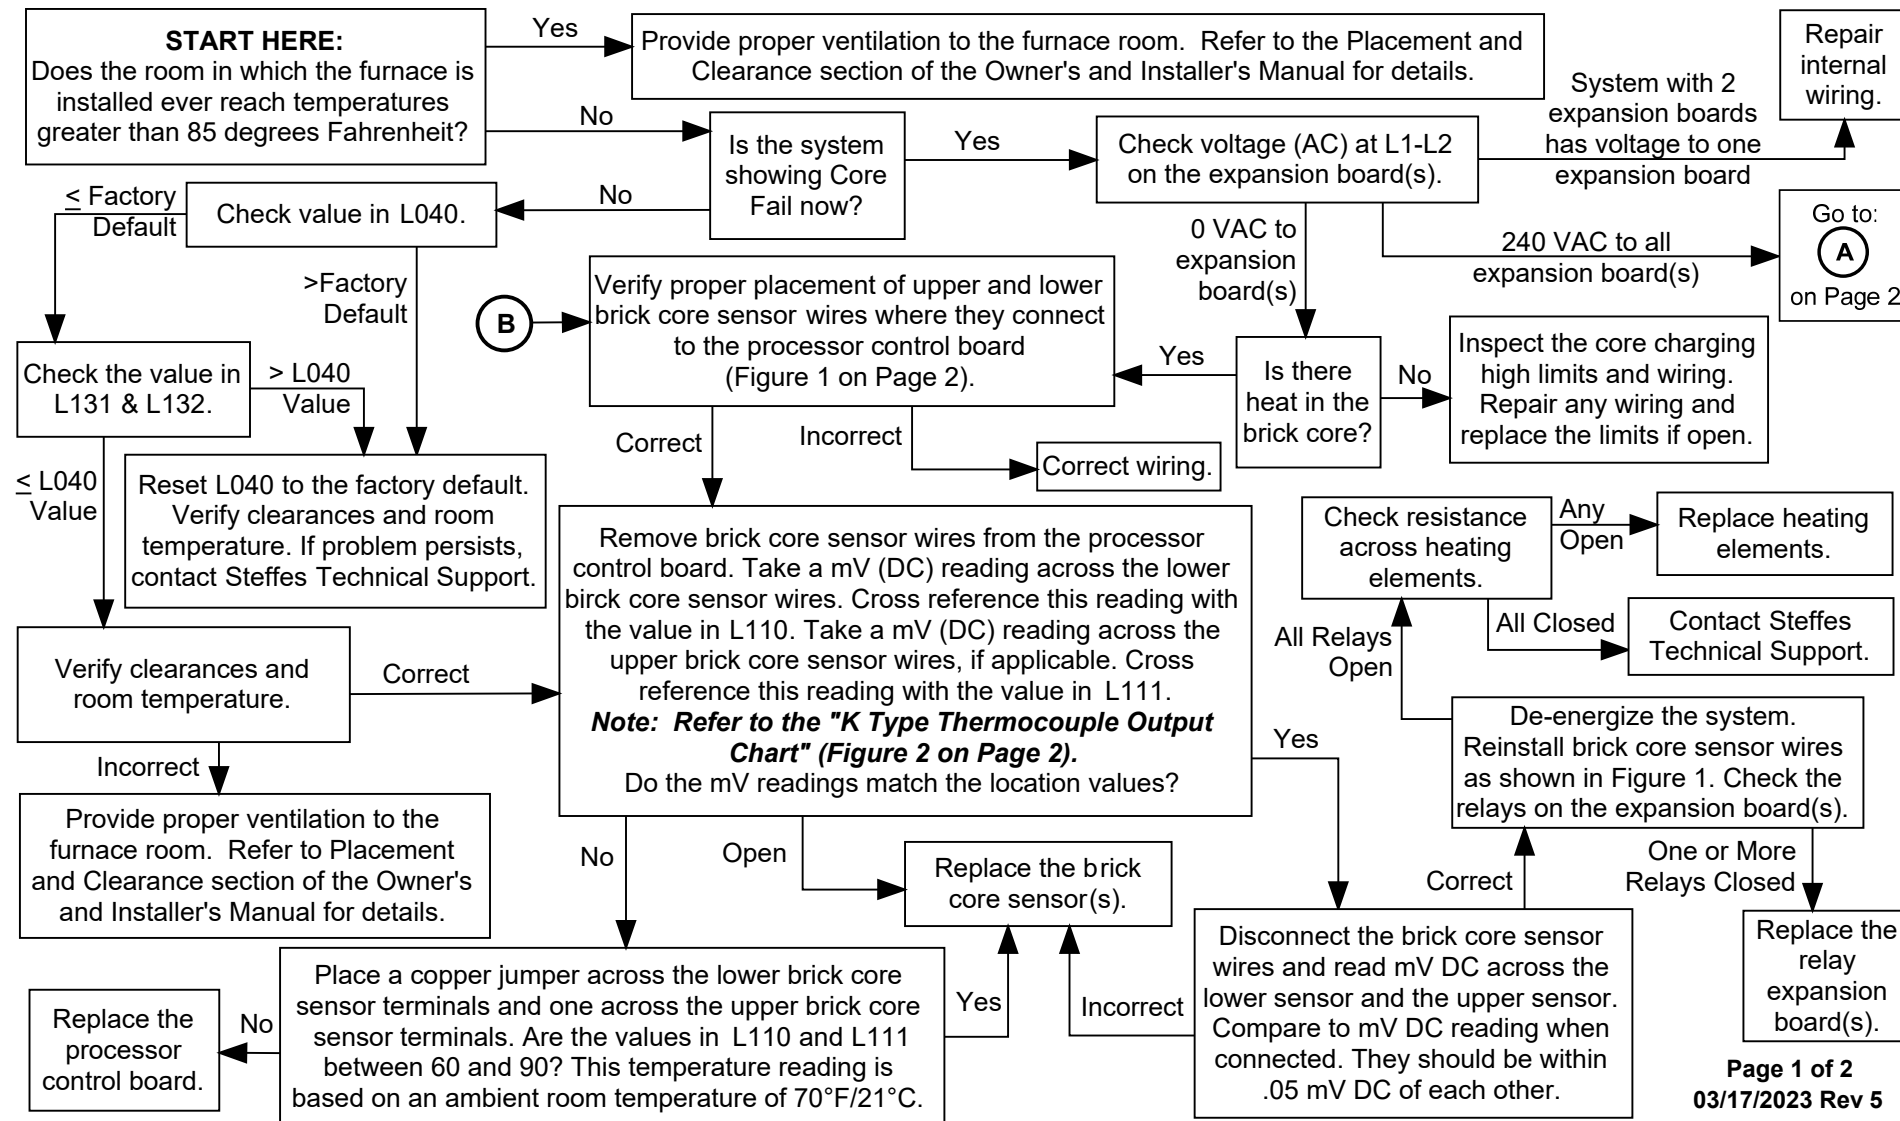 START HERE:
Does the room in which the furnace is
installed ever reach temperatures
greater than 85 degrees Fahrenheit?
Yes
Provide proper ventilation to the furnace room. Refer to the Placement and
Clearance section of the Owner's and Installer's Manual for details.
No
Is the system
showing Core
Fail now?
Yes
Check voltage (AC) at L1-L2
on the expansion board(s).
System with 2
expansion boards
has voltage to one
expansion board
Repair
internal
wiring.
240 VAC to all
expansion board(s)
Go to:
A
on Page 2
0 VAC to
expansion
board(s)
No
Check value in L040.
≤ Factory
Default
>Factory
Default
Check the value in
L131 & L132.
> L040
Value
≤ L040
Value
Reset L040 to the factory default.
Verify clearances and room
temperature. If problem persists,
contact Steffes Technical Support.
B
Verify proper placement of upper and lower
brick core sensor wires where they connect
to the processor control board
(Figure 1 on Page 2).
Yes
Is there
heat in the
brick core?
No
Inspect the core charging
high limits and wiring.
Repair any wiring and
replace the limits if open.
Correct
Incorrect
Correct wiring.
Verify clearances and
room temperature.
Correct
Incorrect
Provide proper ventilation to the
furnace room. Refer to Placement
and Clearance section of the Owner's
and Installer's Manual for details.
Remove brick core sensor wires from the processor
control board. Take a mV (DC) reading across the lower
birck core sensor wires. Cross reference this reading with
the value in L110. Take a mV (DC) reading across the
upper brick core sensor wires, if applicable. Cross
reference this reading with the value in L111.
Note: Refer to the "K Type Thermocouple Output
Chart" (Figure 2 on Page 2).
Do the mV readings match the location values?
Yes
No
Open
Replace the brick
core sensor(s).
Check resistance
across heating
elements.
Any
Open
Replace heating
elements.
All Closed
Contact Steffes
Technical Support.
All Relays
Open
De-energize the system.
Reinstall brick core sensor wires
as shown in Figure 1. Check the
relays on the expansion board(s).
Correct
One or More
Relays Closed
Replace the
relay
expansion
board(s).
Disconnect the brick core sensor
wires and read mV DC across the
lower sensor and the upper sensor.
Compare to mV DC reading when
connected. They should be within
.05 mV DC of each other.
Incorrect
Yes
Place a copper jumper across the lower brick core
sensor terminals and one across the upper brick core
sensor terminals. Are the values in L110 and L111
between 60 and 90? This temperature reading is
based on an ambient room temperature of 70°F/21°C.
No
Replace the
processor
control board.
Page 1 of 2
03/17/2023 Rev 5